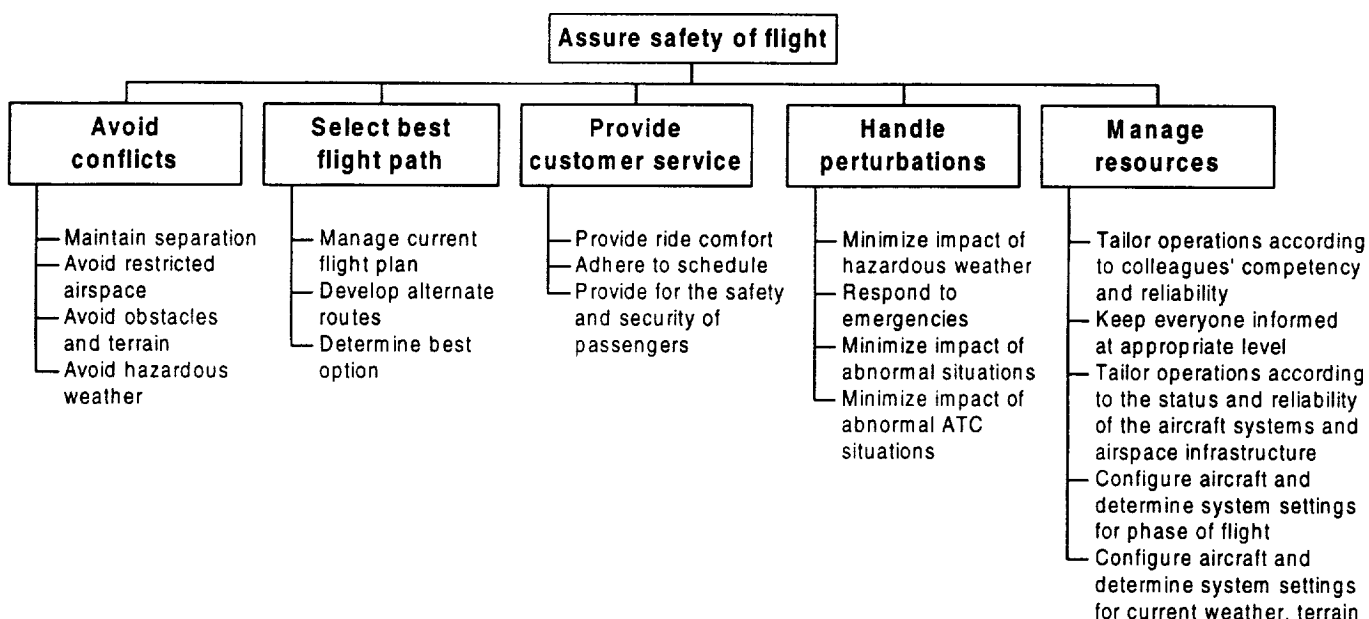 Assure safety of flight
Avoid
conflicts
Maintain separation
Avoid restricted
airspace
Avoid obstacles
and terrain
Avoid hazardous
weather
Select best
flight path
Manage current
flight plan
Develop alternate
routes
Determine best
option
Provide
customer service
Provide ride comfort
Adhere to schedule
Provide for the safety
and security of
passengers
Handle
perturbations
Minimize impact of
hazardous weather
Respond to
emergencies
Minimize impact of
abnormal situations
Minimize impact of
abnormal ATC
situations
Manage
resources
Tailor operations according
to colleagues' competency
and reliability
Keep everyone informed
at appropriate level
Tailor operations according
to the status and reliability
of the aircraft systems and
airspace infrastructure
Configure aircraft and
determine system settings
for phase of flight
Configure aircraft and
determine system settings
for current weather, terrain